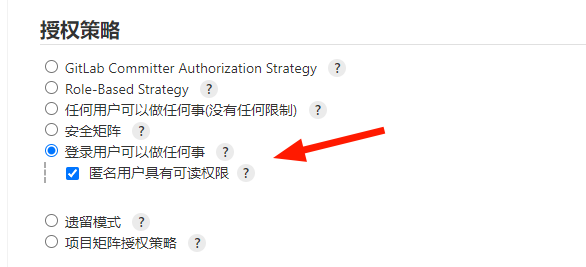 授权策略
GitLab Committer Authorization Strategy ?
Role-Based Strategy ?
任何用户可以做任何事(没有任何限制) ?
安全矩阵 ?
登录用户可以做任何事 ?
匿名用户具有可读权限 ?
遗留模式 ?
项目矩阵授权策略 ?